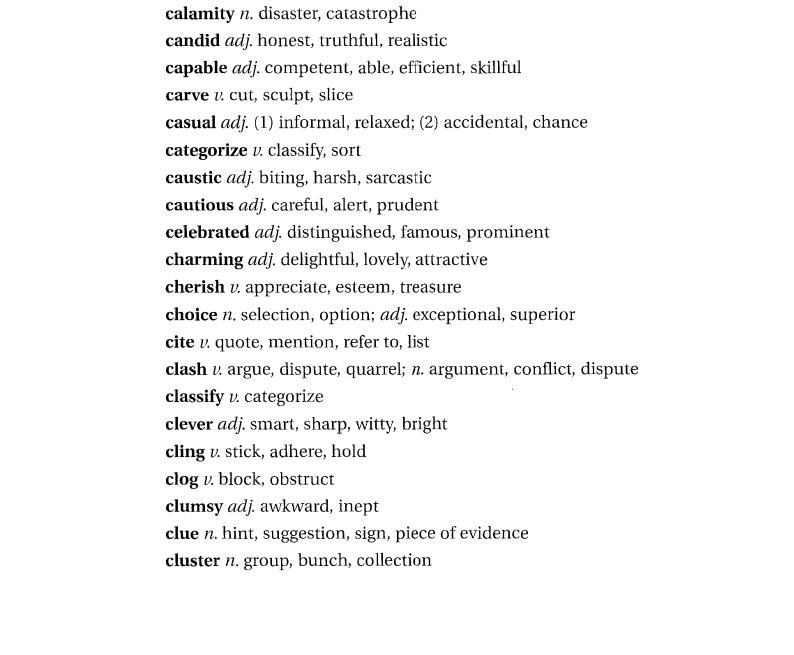 calamity n. disaster, catastrophe
candid adj. honest, truthful, realistic
capable adj. competent, able, efficient, skillful
carve v. cut, sculpt, slice
casual adj. (1) informal, relaxed; (2) accidental, chance
categorize v. classify, sort
caustic adj. biting, harsh, sarcastic
cautious adj. careful, alert, prudent
celebrated adj. distinguished, famous, prominent
charming adj. delightful, lovely, attractive
cherish v. appreciate, esteem, treasure
choice n. selection, option; adj. exceptional, superior
cite v. quote, mention, refer to, list
clash v. argue, dispute, quarrel; n. argument, conflict, dispute
classify v. categorize
clever adj. smart, sharp, witty, bright
cling v. stick, adhere, hold
clog v. block, obstruct
clumsy adj. awkward, inept
clue n. hint, suggestion, sign, piece of evidence
cluster n. group, bunch, collection